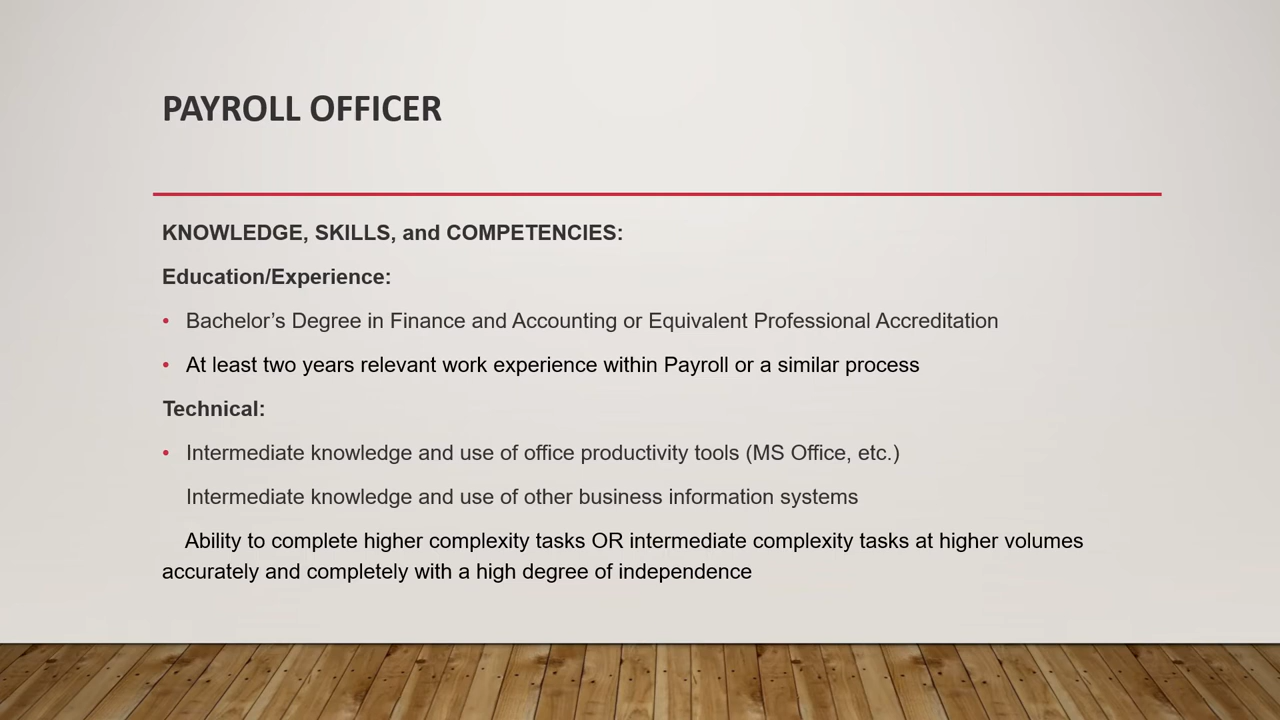 PAYROLL OFFICER
KNOWLEDGE, SKILLS, and COMPETENCIES:
Education/Experience:
• Bachelor’s Degree in Finance and Accounting or Equivalent Professional Accreditation
• At least two years relevant work experience within Payroll or a similar process
Technical:
• Intermediate knowledge and use of office productivity tools (MS Office, etc.)
Intermediate knowledge and use of other business information systems
Ability to complete higher complexity tasks OR intermediate complexity tasks at higher volumes
accurately and completely with a high degree of independence